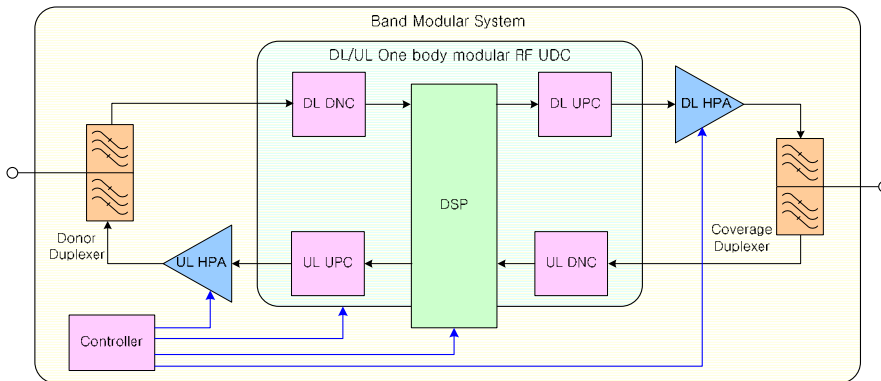 Band Modular System
DL/UL One body modular RF UDC
DL DNC
DL UPC
DL HPA
DSP
Donor
Duplexer
Coverage
Duplexer
UL HPA
UL UPC
UL DNC
Controller